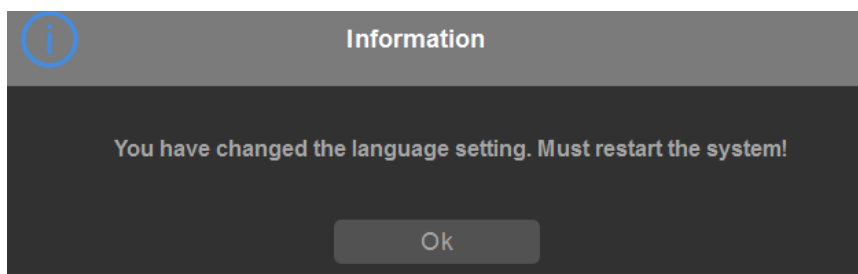 Information
You have changed the language setting. Must restart the system!
Ok